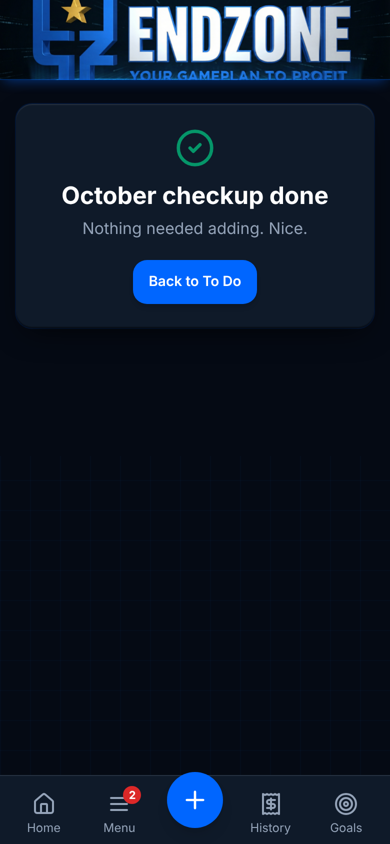 ENDZONE
YOUR GAMEPLAN TO PROFIT
October checkup done
Nothing needed adding. Nice.
Back to To Do
2
Home
Menu
History
Goals